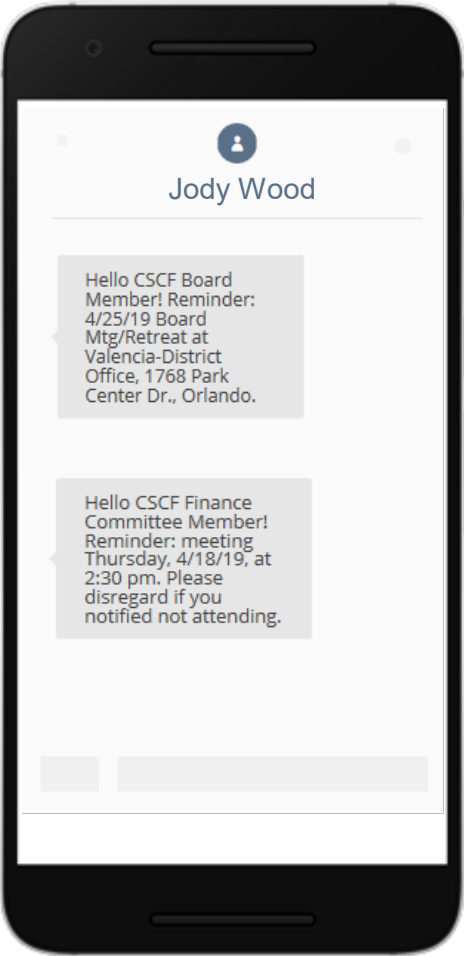 Jody Wood
Hello CSCF Board
Member! Reminder:
4/25/19 Board
Mtg/Retreat at
Valencia-District
Office, 1768 Park
Center Dr., Orlando.
Hello CSCF Finance
Committee Member!
Reminder: meeting
Thursday, 4/18/19, at
2:30 pm. Please
disregard if you
notified not attending.